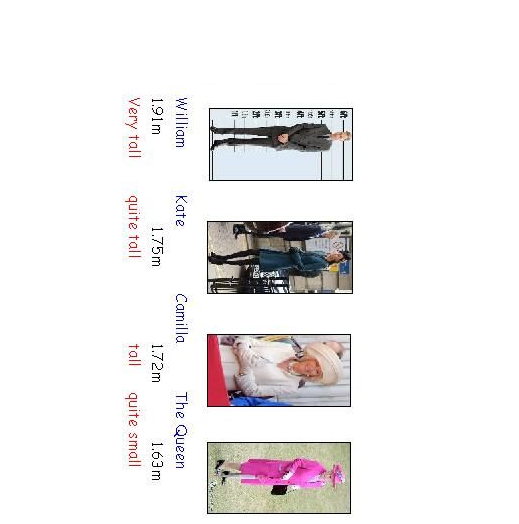 William Kate Camilla The Queen
1.91m 1.75m 1.72m 1.63m
Very tall quite tall tall quite small